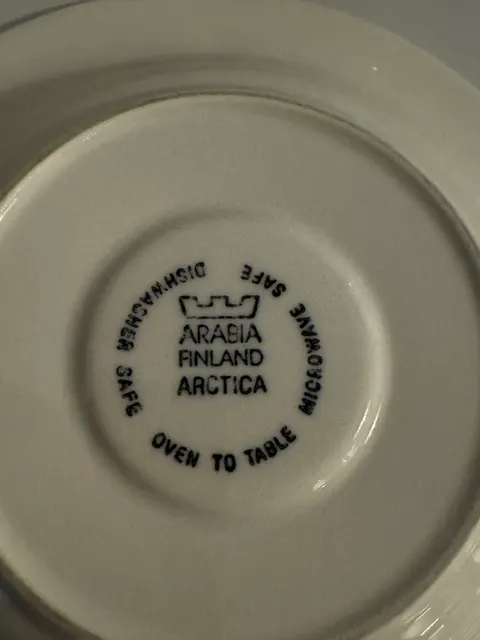 ARABIA
FINLAND
ARCTICA
DISHWASHER SAFE
OVEN TO TABLE
MICROWAVE SAFE